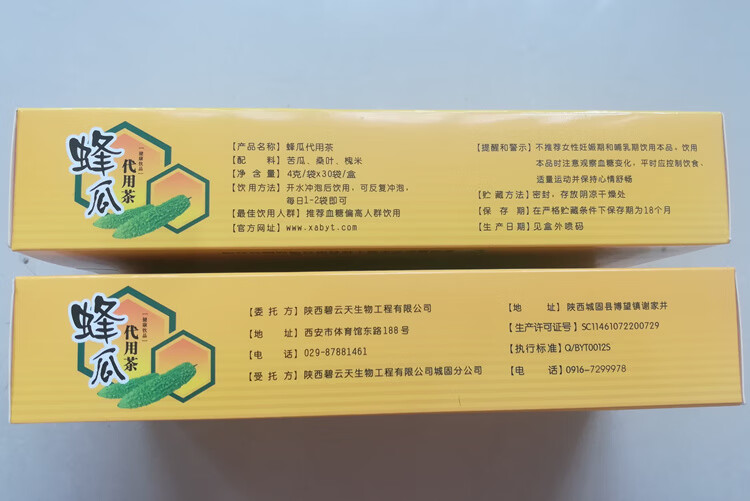 蜂瓜
代用茶
【产品名称】蜂瓜代用茶
【配 料】苦瓜、桑叶、槐米
【净 含 量】4克/袋x30袋/盒
【饮用方法】开水冲泡后饮用,可反复冲泡,
每日1-2袋即可
【最佳饮用人群】推荐血糖偏高人群饮用
【官方网址】www.xabyt.com
【提醒和警示】不推荐女性妊娠期和哺乳期饮用本品。饮用
本品时注意观察血糖变化,平时应控制饮食、
适量运动并保持心情舒畅
【贮藏方法】密封、存放阴凉干燥处
【保 存 期】在严格贮藏条件下保存期为18个月
【生产日期】见盒外喷码
蜂瓜
代用茶
【委 托 方】陕西碧云天生物工程有限公司
【地 址】西安市体育馆东路188号
【电 话】029-87881461
【受 托 方】陕西碧云天生物工程有限公司城固分公司
【地 址】陕西城固县博望镇谢家井
【生产许可证号】SC11461072200729
【执行标准】Q/BYT0012S
【电 话】0916-7299978